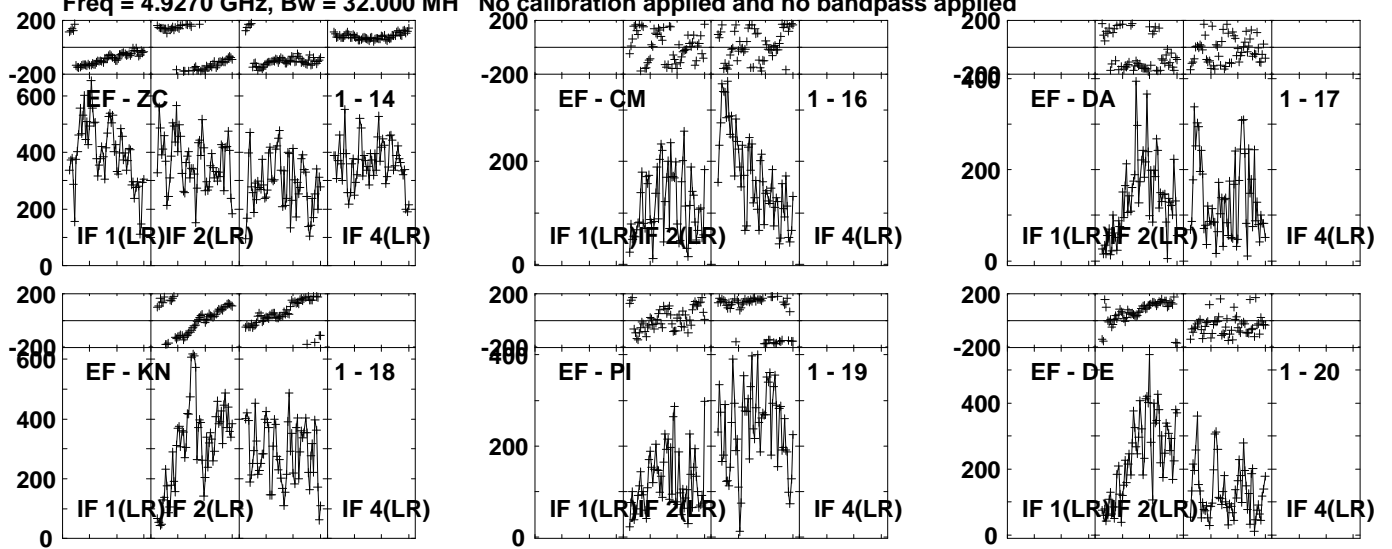 Freq = 4.9270 GHz, Bw = 32.000 MH No calibration applied and no bandpass applied
200
-200
600
400
200
0
EF - ZC
1 - 14
IF 1(LR)
IF 2(LR)
IF 4(LR)
200
-200
200
0
EF - CM
1 - 16
IF 1(LR)
IF 2(LR)
IF 4(LR)
200
-200
400
200
0
EF - DA
1 - 17
IF 1(LR)
IF 2(LR)
IF 4(LR)
200
-200
600
400
200
0
EF - KN
1 - 18
IF 1(LR)
IF 2(LR)
IF 4(LR)
200
-200
400
200
0
EF - PI
1 - 19
IF 1(LR)
IF 2(LR)
IF 4(LR)
200
-200
400
200
0
EF - DE
1 - 20
IF 1(LR)
IF 2(LR)
IF 4(LR)